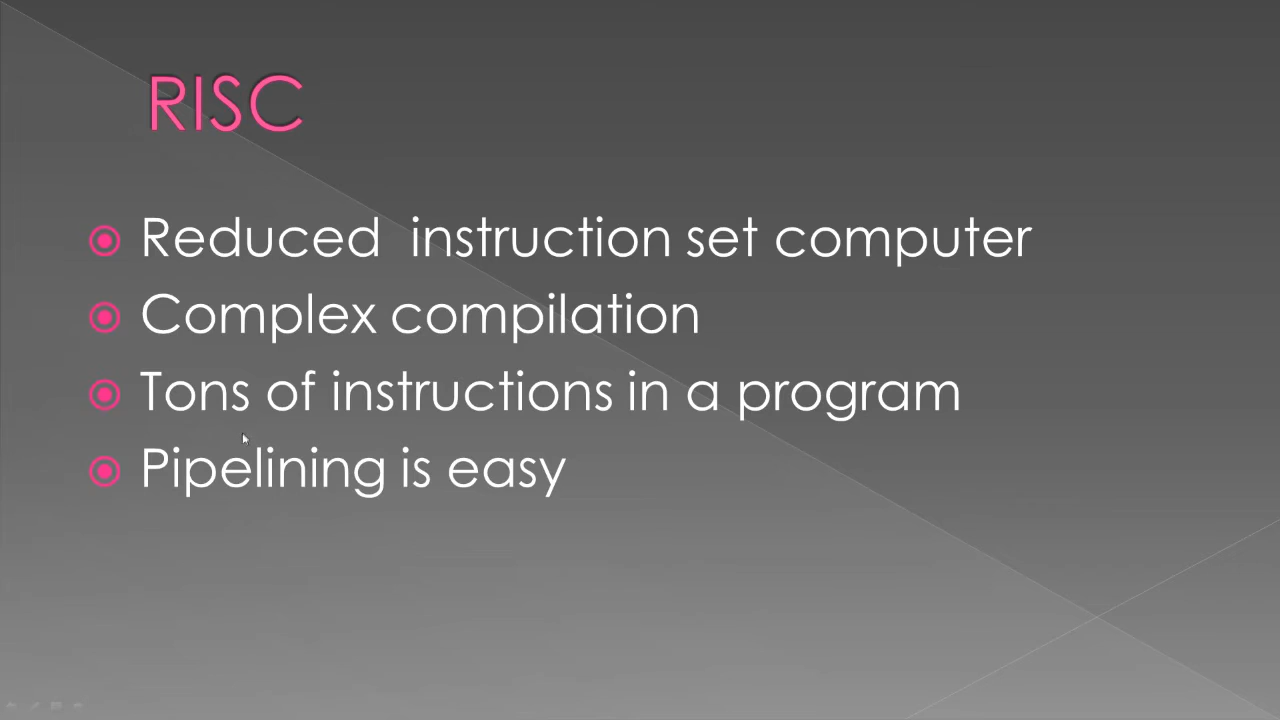 RISC
Reduced instruction set computer
Complex compilation
Tons of instructions in a program
Pipelining is easy